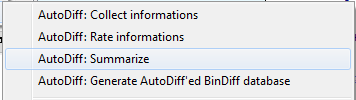 AutoDiff: Collect informations
AutoDiff: Rate informations
AutoDiff: Summarize
AutoDiff: Generate AutoDiff'ed BinDiff database